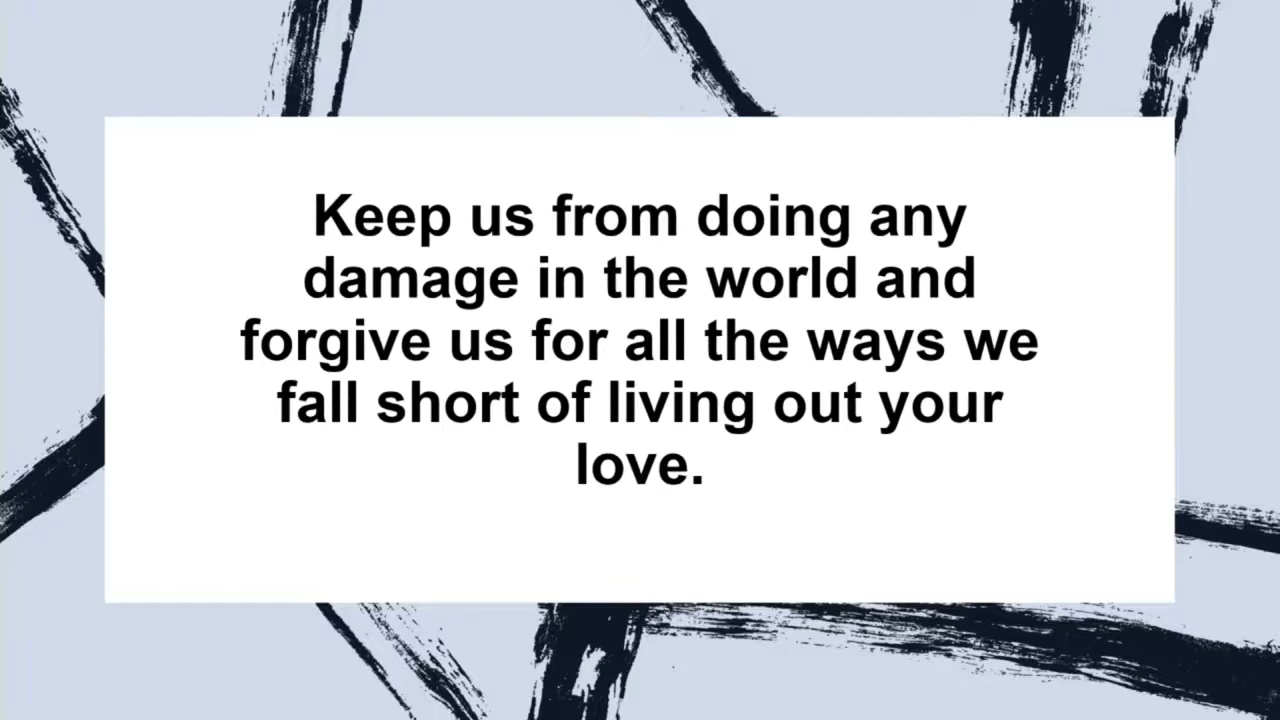 Keep us from doing any
damage in the world and
forgive us for all the ways we
fall short of living out your
love.